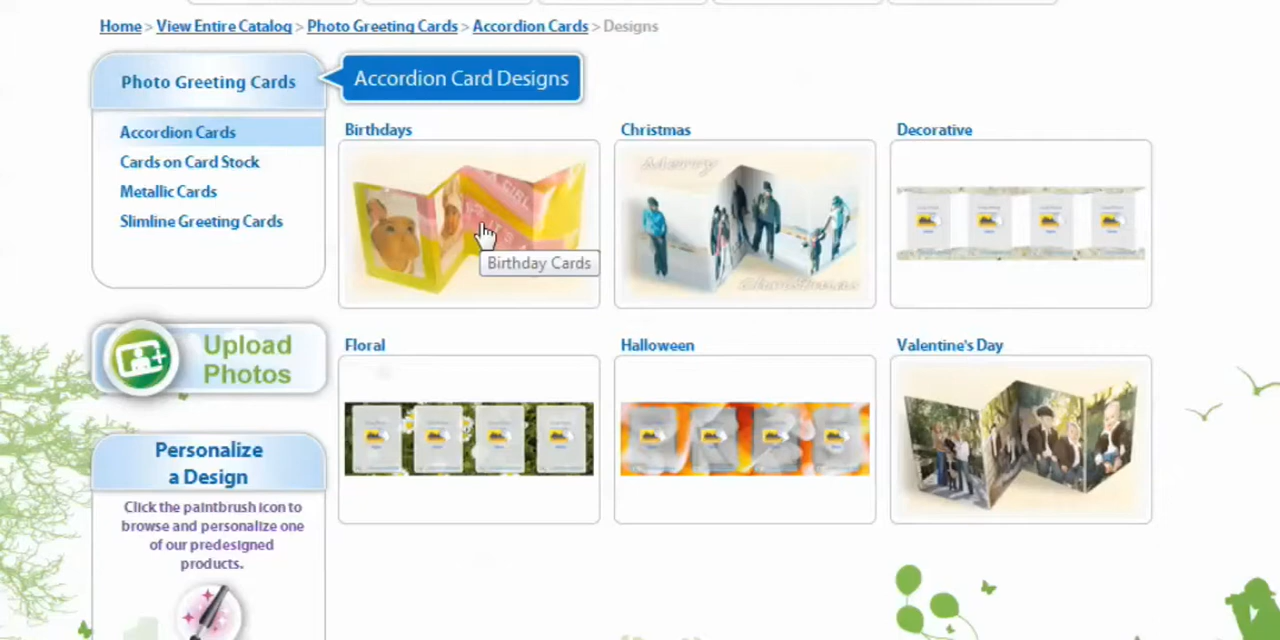 Home > View Entire Catalog > Photo Greeting Cards > Accordion Cards > Designs
Photo Greeting Cards
Accordion Card Designs
Accordion Cards
Cards on Card Stock
Metallic Cards
Slimline Greeting Cards
Birthdays
Christmas
Decorative
Merry
Christmas
Birthday Cards
Floral
Halloween
Valentine's Day
Upload
Photos
Personalize
a Design
Click the paintbrush icon to
browse and personalize one
of our predesigned
products.